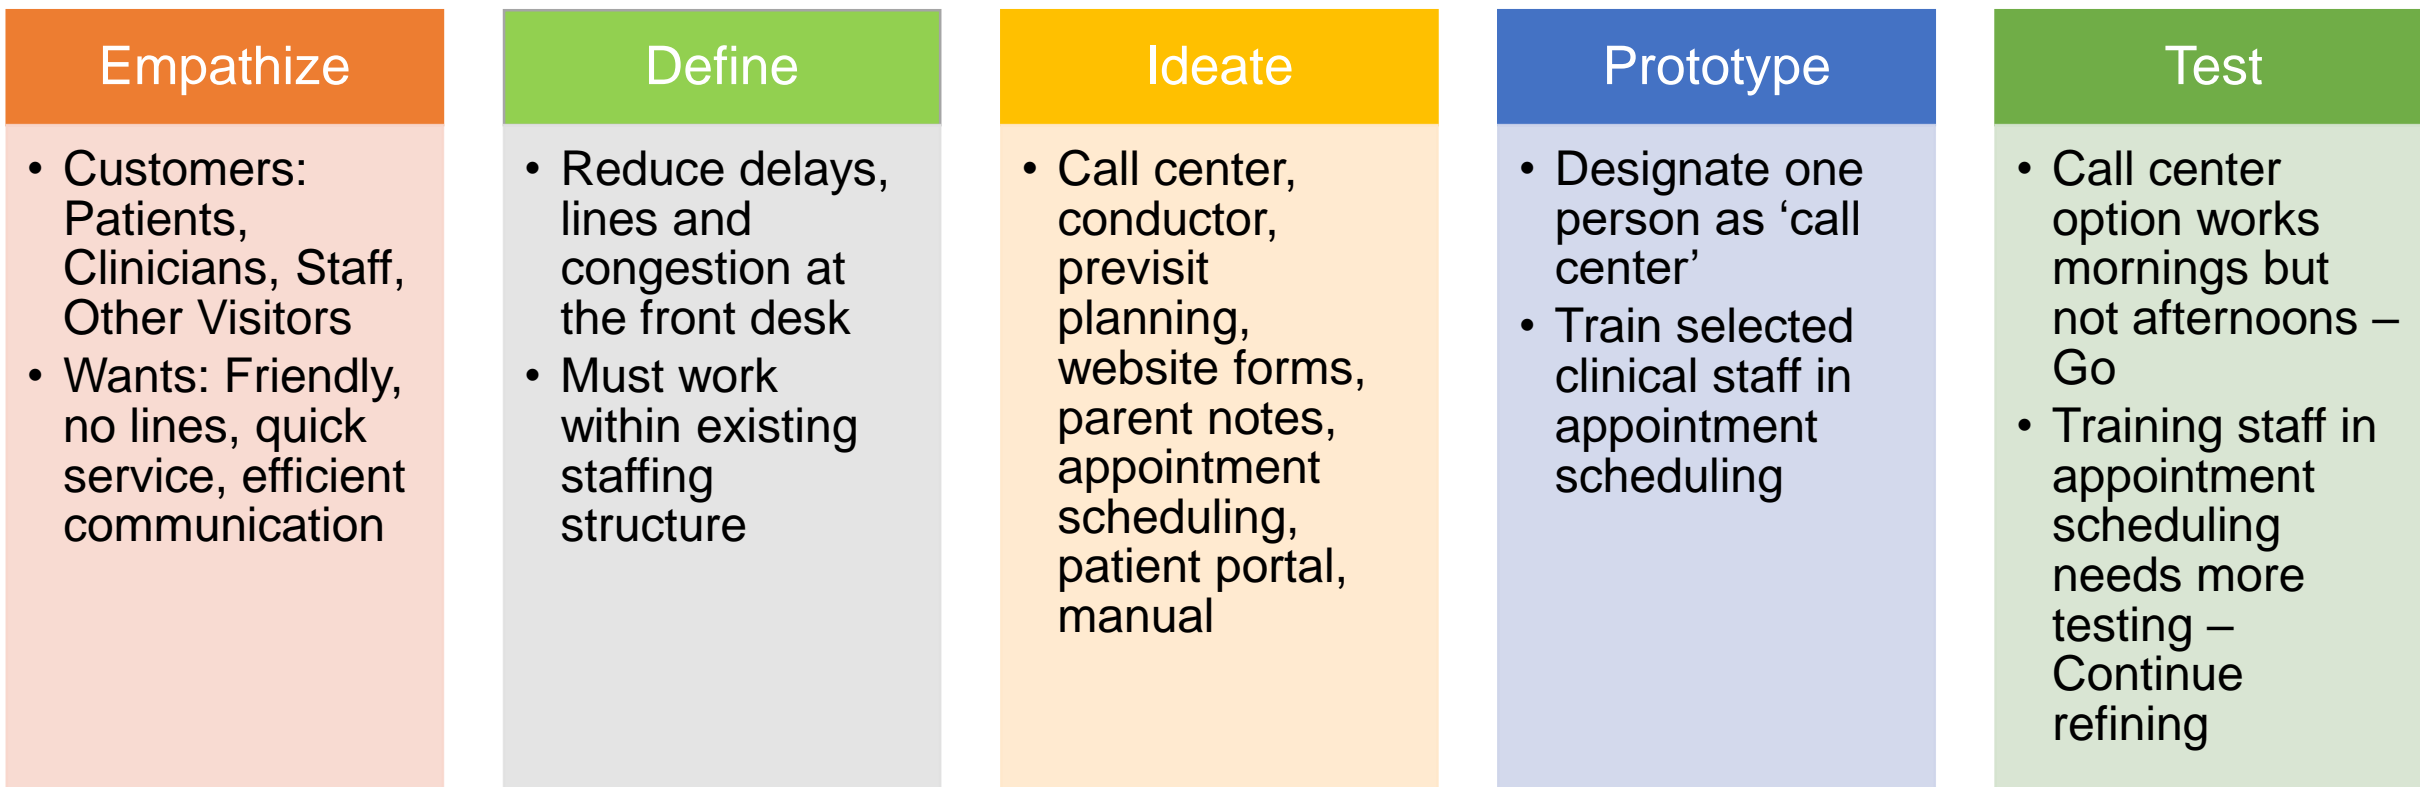 Empathize
• Customers:
Patients,
Clinicians, Staff,
Other Visitors
• Wants: Friendly,
no lines, quick
service, efficient
communication
Define
• Reduce delays,
lines and
congestion at
the front desk
• Must work
within existing
staffing
structure
Ideate
• Call center,
conductor,
previsit
planning,
website forms,
parent notes,
appointment
scheduling,
patient portal,
manual
Prototype
• Designate one
person as ‘call
center’
• Train selected
clinical staff in
appointment
scheduling
Test
• Call center
option works
mornings but
not afternoons –
Go
• Training staff in
appointment
scheduling
needs more
testing –
Continue
refining